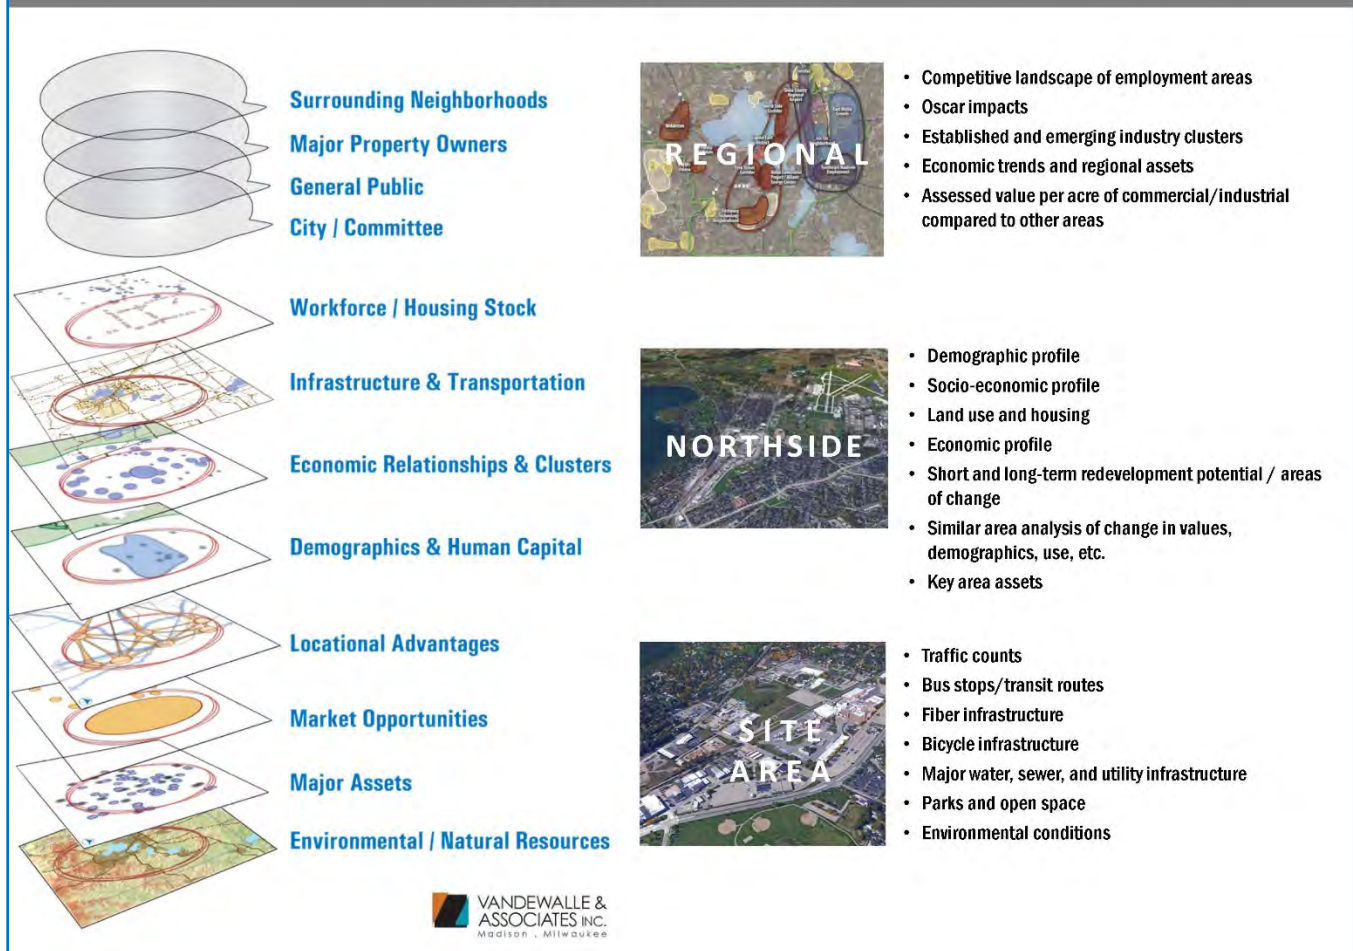 Surrounding Neighborhoods
Major Property Owners
General Public
City / Committee
Workforce / Housing Stock
Infrastructure & Transportation
Economic Relationships & Clusters
Demographics & Human Capital
Locational Advantages
Market Opportunities
Major Assets
Environmental / Natural Resources
VANDEWALLE &
ASSOCIATES INC.
Madison . Milwaukee
REGIONAL
• Competitive landscape of employment areas
• Oscar impacts
• Established and emerging industry clusters
• Economic trends and regional assets
• Assessed value per acre of commercial/industrial
compared to other areas
NORTHSIDE
• Demographic profile
• Socio-economic profile
• Land use and housing
• Economic profile
• Short and long-term redevelopment potential / areas
of change
• Similar area analysis of change in values,
demographics, use, etc.
• Key area assets
SITE
AREA
• Traffic counts
• Bus stops/transit routes
• Fiber infrastructure
• Bicycle infrastructure
• Major water, sewer, and utility infrastructure
• Parks and open space
• Environmental conditions